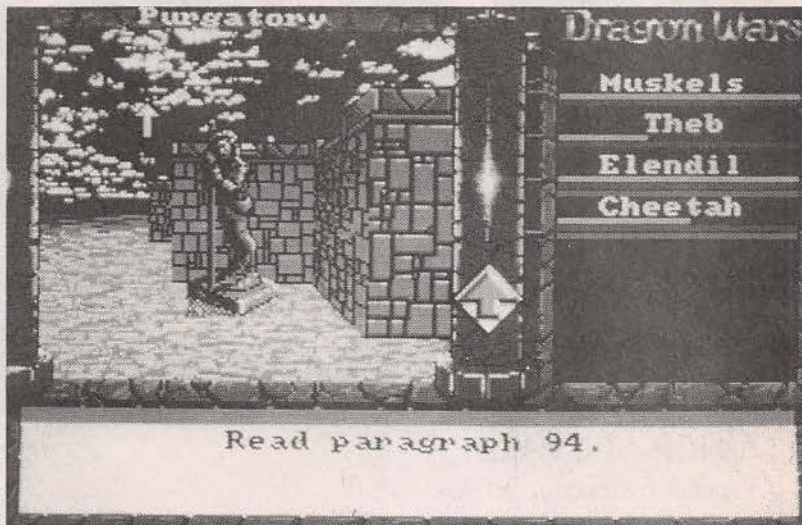 Purgatory
Dragon Wars
Muskels
Theb
Elendil
Cheetah
Read paragraph 94.